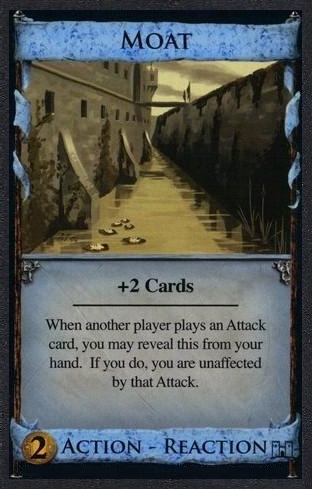 Moat
+2 Cards
When another player plays an Attack
card, you may reveal this from your
hand. If you do, you are unaffected
by that Attack.
2 Action - Reaction